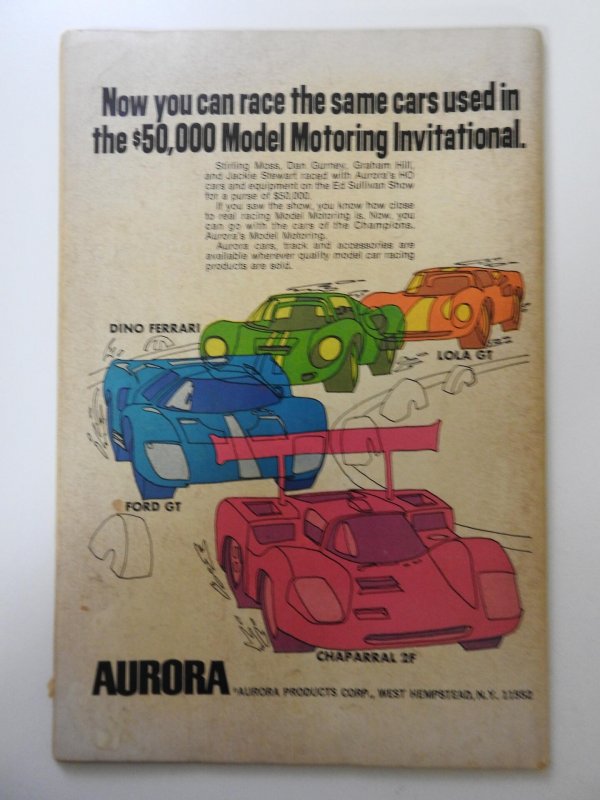 Now you can race the same cars used in
the $50,000 Model Motoring Invitational.
Stirling Moss, Dan Gurney, Graham Hill,
and Jackie Stewart raced with Aurora's HO
cars and equipment on the Ed Sullivan Show
for a purse of $50,000.
If you saw the show, you know how close
to real racing Model Motoring is. Now, you
can go with the cars of the Champions,
Aurora's Model Motoring.
Aurora cars, track and accessories are
available wherever quality model car racing
products are sold.
DINO FERRARI
LOLA GT
FORD GT
CHAPARRAL 2F
AURORA
*AURORA PRODUCTS CORP., WEST HEMPSTEAD, N.Y. 11552